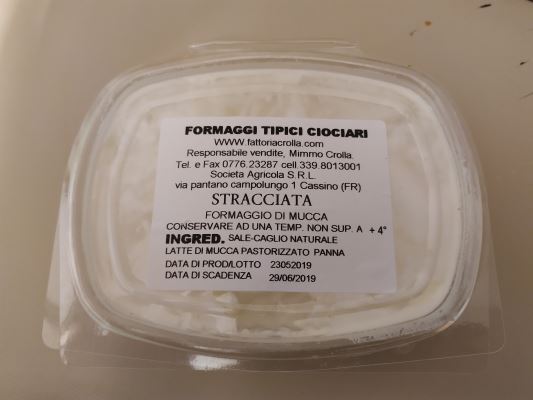 FORMAGGI TIPICI CIOCIARI
WWW.fattoriacrolla.com
Responsabile vendite, Mimmo Crolla.
Tel. e Fax 0776.23287 cell.339.8013001
Societa Agricola S.R.L.
via pantano campolungo 1 Cassino (FR)
STRACCIATA
FORMAGGIO DI MUCCA
CONSERVARE AD UNA TEMP. NON SUP. A + 4°
INGRED. SALE-CAGLIO NATURALE
LATTE DI MUCCA PASTORIZZATO PANNA
DATA DI PROD/LOTTO 23052019
DATA DI SCADENZA 29/06/2019